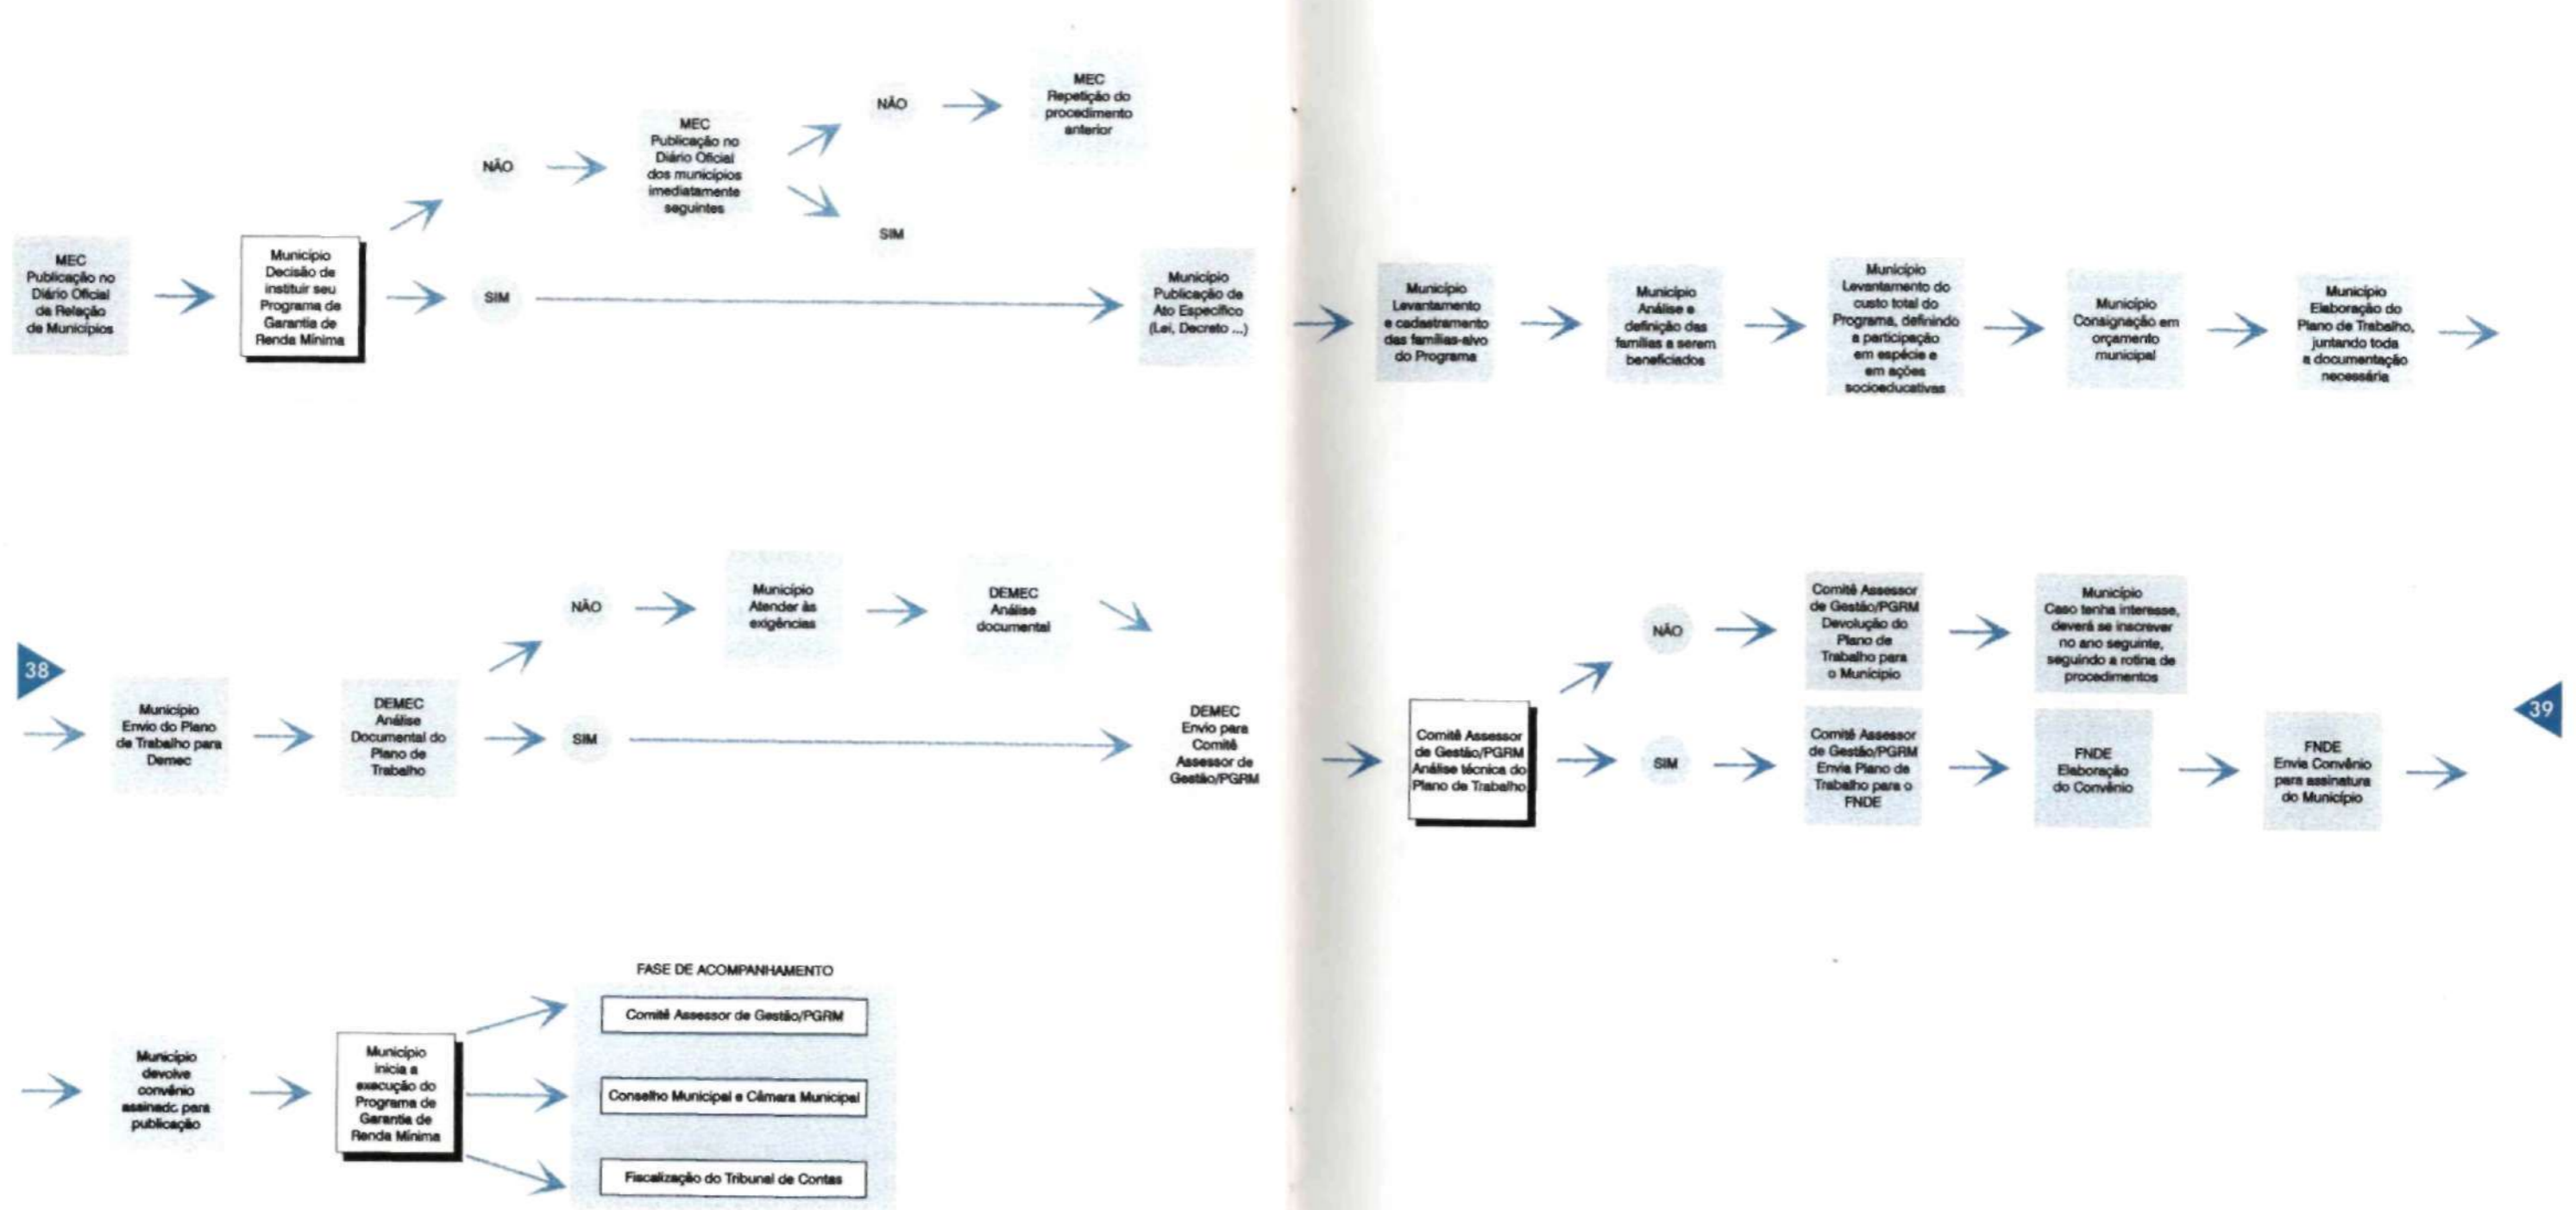 MEC
Publicação no
Diário Oficial
da Relação
de Municípios
Município
Decisão de
instituir seu
Programa de
Garantia de
Renda Mínima
NÃO
SIM
MEC
Publicação no
Diário Oficial
dos municípios
imediatamente
seguintes
NÃO
SIM
MEC
Repetição do
procedimento
anterior
Município
Publicação de
Ato Específico
(Lei, Decreto ...)
Município
Levantamento
e cadastramento
das famílias-alvo
do Programa
Município
Análise e
definição das
famílias a serem
beneficiados
Município
Levantamento do
custo total do
Programa, definindo
a participação
em espécie e
em ações
socioeducativas
Município
Consignação em
orçamento
municipal
Município
Elaboração do
Plano de Trabalho,
juntando toda
a documentação
necessária
38
Município
Envio do Plano
de Trabalho para
Demec
DEMEC
Análise
Documental do
Plano de
Trabalho
NÃO
SIM
Município
Atender às
exigências
DEMEC
Análise
documental
DEMEC
Envio para
Comitê
Assessor de
Gestão/PGRM
Comitê Assessor
de Gestão/PGRM
Análise técnica do
Plano de Trabalho
NÃO
Comitê Assessor
de Gestão/PGRM
Devolução do
Plano de
Trabalho para
o Município
Município
Caso tenha interesse,
deverá se inscrever
no ano seguinte,
seguindo a rotina de
procedimentos
SIM
Comitê Assessor
de Gestão/PGRM
Envia Plano de
Trabalho para o
FNDE
FNDE
Elaboração
do Convênio
FNDE
Envia Convênio
para assinatura
do Município
39
Município
devolve
convênio
assinado para
publicação
Município
inicia a
execução do
Programa de
Garantia de
Renda Mínima
FASE DE ACOMPANHAMENTO
Comitê Assessor de Gestão/PGRM
Conselho Municipal e Câmara Municipal
Fiscalização do Tribunal de Contas